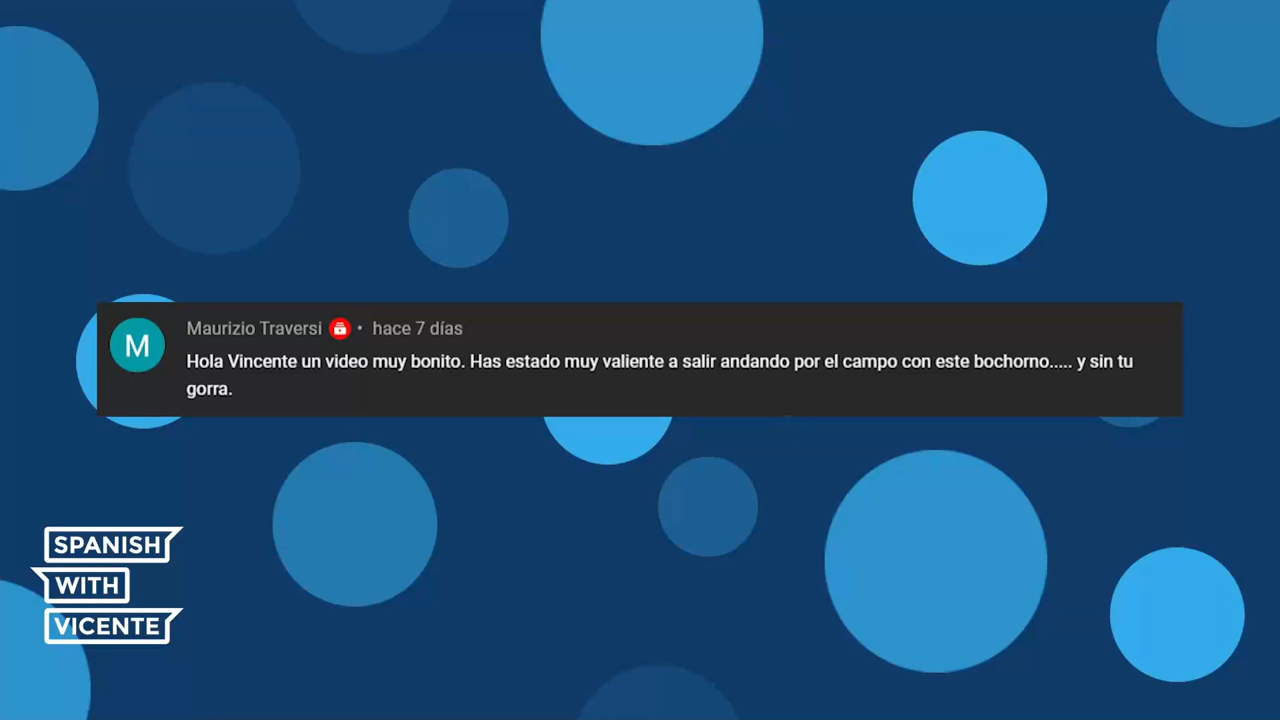 M
Maurizio Traversi • hace 7 días
Hola Vincente un video muy bonito. Has estado muy valiente a salir andando por el campo con este bochorno..... y sin tu
gorra.
SPANISH
WITH
VICENTE